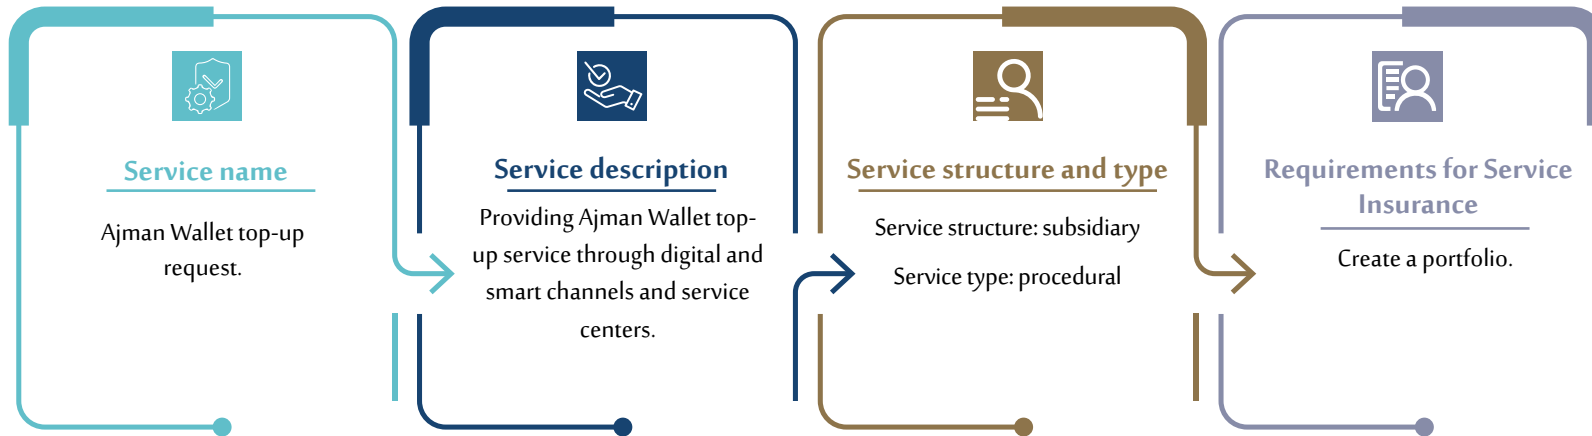 Service name
Ajman Wallet top-up
request.
Service description
Providing Ajman Wallet top-
up service through digital and
smart channels and service
centers.
Service structure and type
Service structure: subsidiary
Service type: procedural
Requirements for Service
Insurance
Create a portfolio.